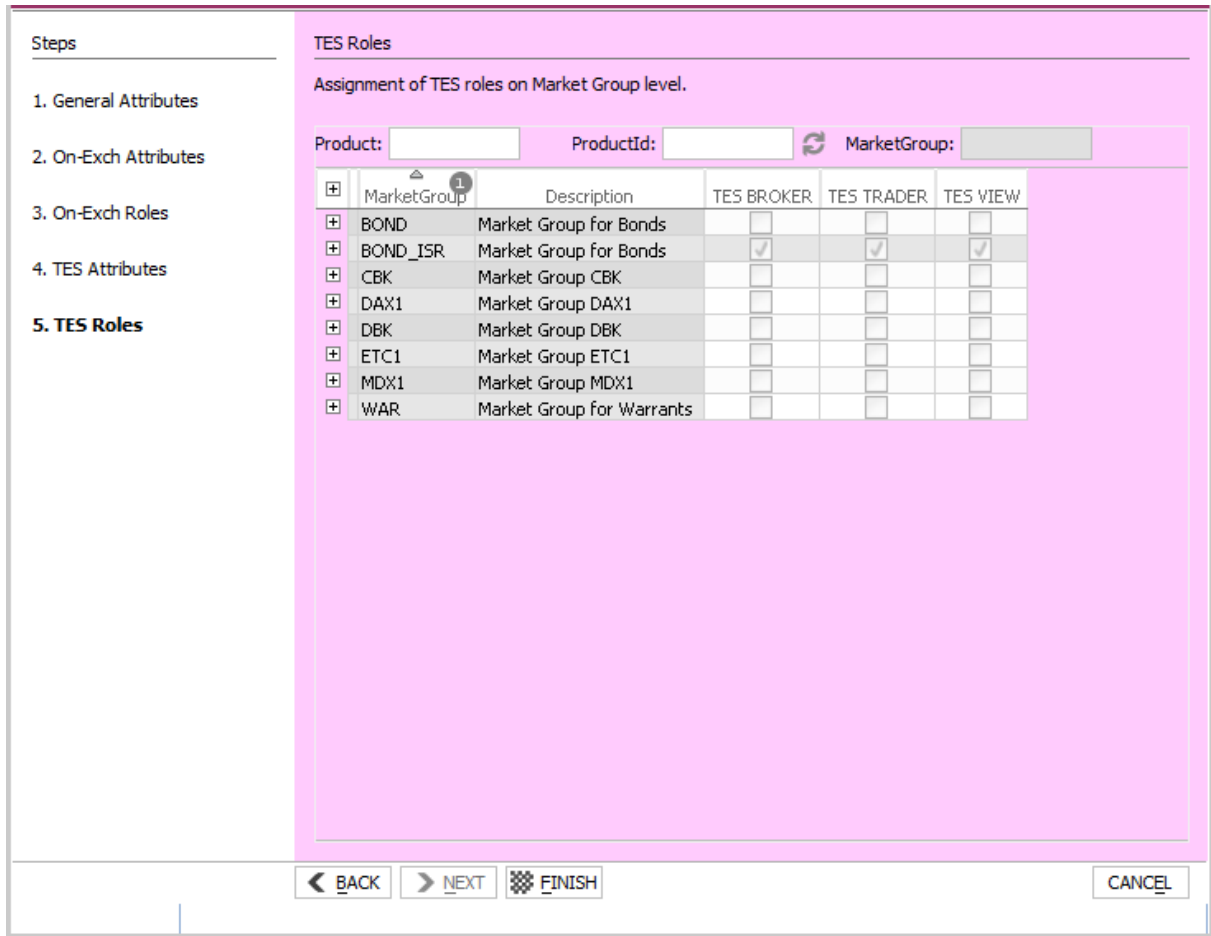 Steps
1. General Attributes
2. On-Exch Attributes
3. On-Exch Roles
4. TES Attributes
5. TES Roles
TES Roles
Assignment of TES roles on Market Group level.
Product: ProductId: MarketGroup:
MarketGroup 1 Description TES BROKER TES TRADER TES VIEW
BOND Market Group for Bonds
BOND_ISR Market Group for Bonds
CBK Market Group CBK
DAX1 Market Group DAX1
DBK Market Group DBK
ETC1 Market Group ETC1
MDX1 Market Group MDX1
WAR Market Group for Warrants
BACK NEXT FINISH CANCEL